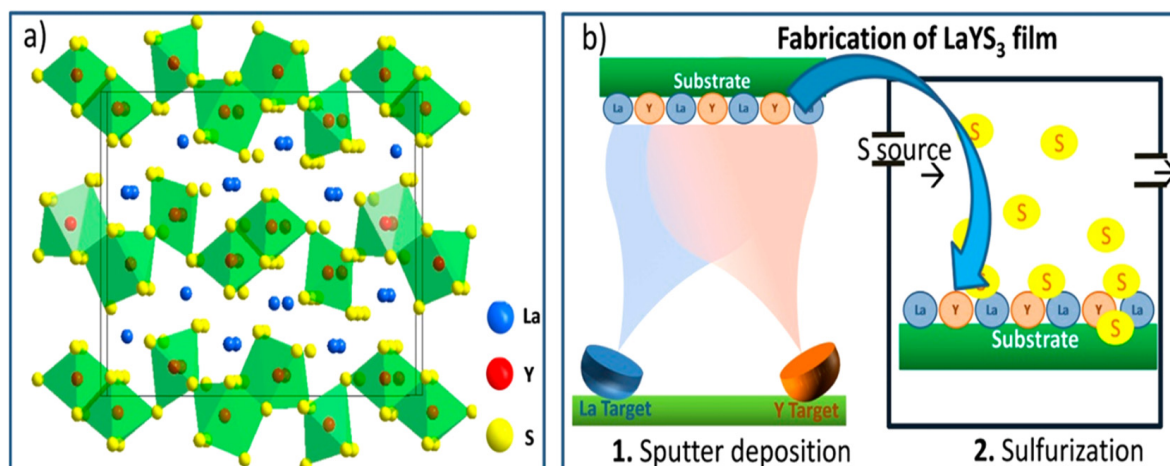 a)
La
Y
S
b)
Fabrication of LaYS₃ film
Substrate
La Y La Y La Y La
S source
S
S
S
S
S
S
S
S
La Y La Y La Y La
S
Substrate
La Target
Y Target
1. Sputter deposition
2. Sulfurization